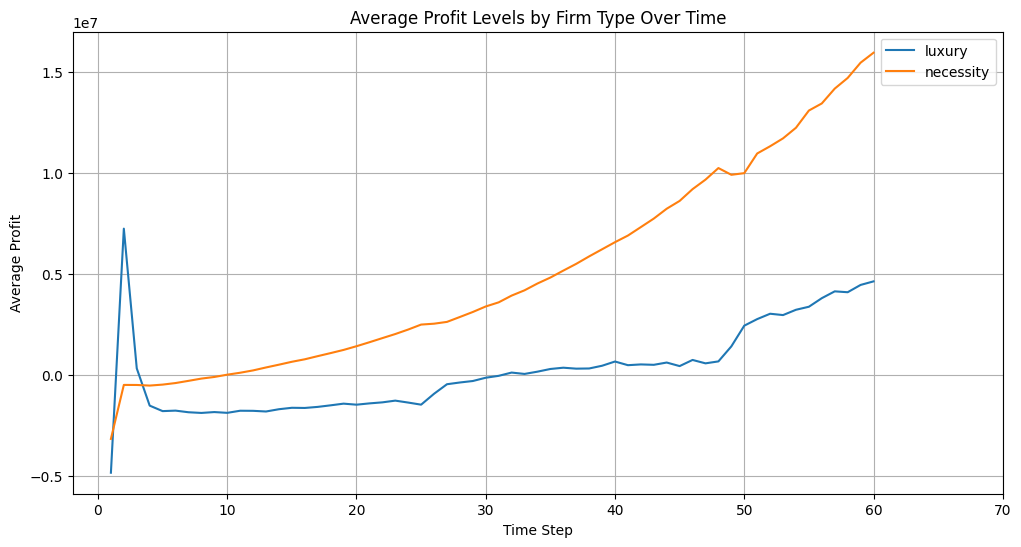 Average Profit Levels by Firm Type Over Time
1e7
luxury
necessity
1.5
1.0
0.5
0.0
−0.5
Average Profit
0 10 20 30 40 50 60 70
Time Step